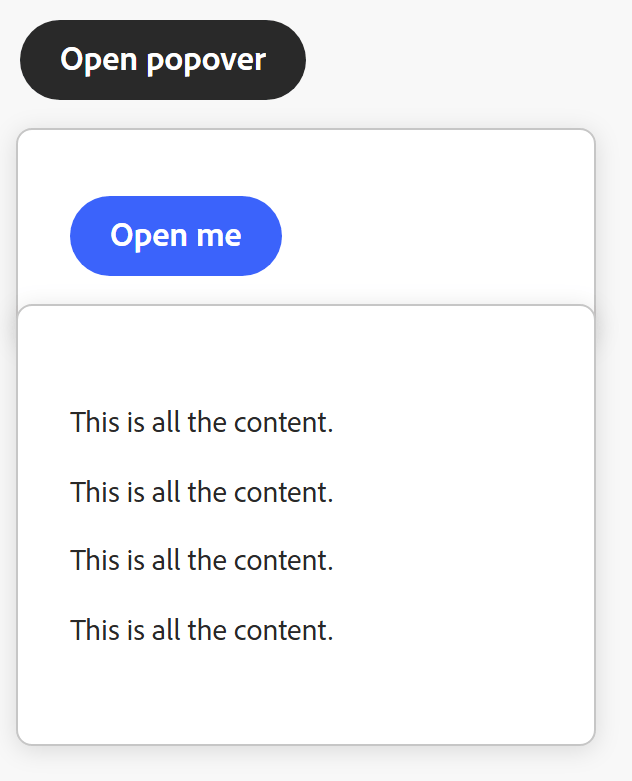 Open popover
Open me
This is all the content.
This is all the content.
This is all the content.
This is all the content.